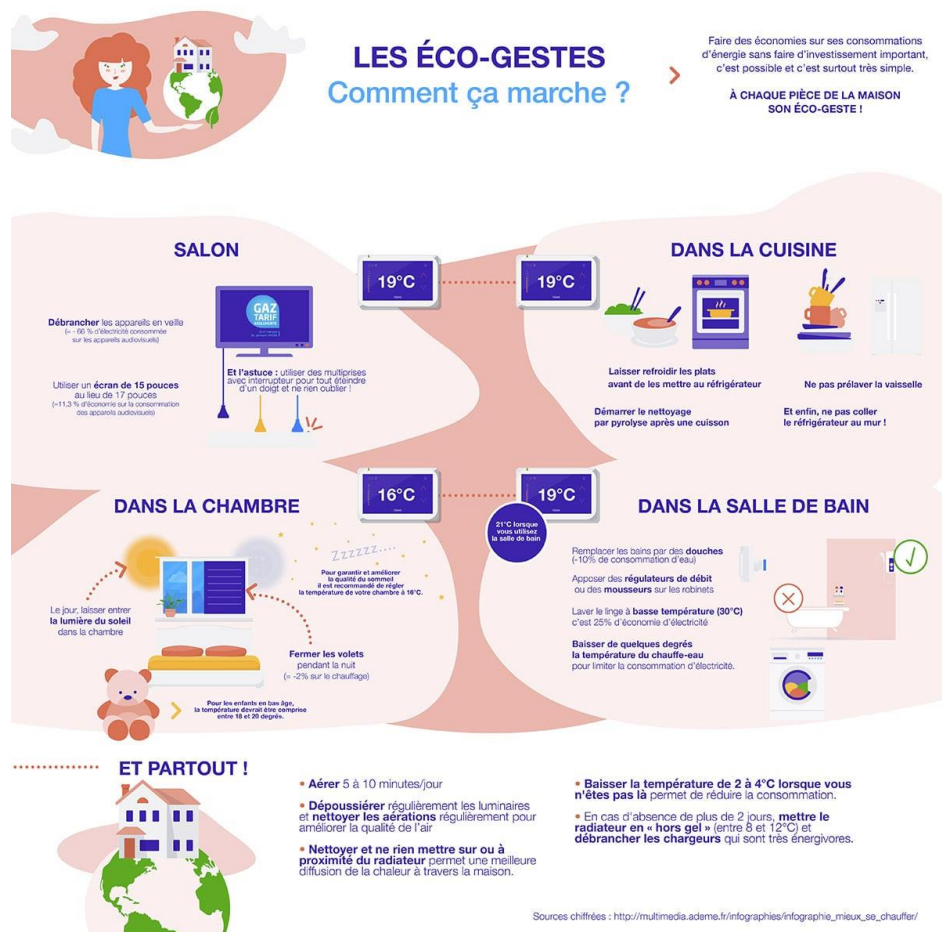 LES ÉCO-GESTES
Comment ça marche ?
Faire des économies sur ses consommations
d'énergie sans faire d'investissement important,
c'est possible et c'est surtout très simple.
À CHAQUE PIÈCE DE LA MAISON
SON ÉCO-GESTE !
SALON
19°C
Débrancher les appareils en veille
(= - 66 % d'électricité consommée
sur les appareils audiovisuels)
GAZ
TARIF
Utiliser un écran de 15 pouces
au lieu de 17 pouces
(=11,3 % d'économie sur la consommation
des apparails audiovisuels)
Et l'astuce : utiliser des multiprises
avec interrupteur pour tout éteindre
d'un doigt et ne rien oublier !
DANS LA CUISINE
19°C
Laisser refroidir les plats
avant de les mettre au réfrigérateur
Ne pas prélaver la vaisselle
Démarrer le nettoyage
par pyrolyse après une cuisson
Et enfin, ne pas coller
le réfrigérateur au mur !
DANS LA CHAMBRE
16°C
Zzzzzz....
Pour garantir et améliorer
la qualité du sommeil
il est recommandé de régler
la température de votre chambre à 16°C.
Le jour, laisser entrer
la lumière du soleil
dans la chambre
Fermer les volets
pendant la nuit
(= -2% sur le chauffage)
Pour les enfants en bas âge,
la température devrait être comprise
entre 18 et 20 degrés.
DANS LA SALLE DE BAIN
19°C
21°C lorsque
vous utilisez
la salle de bain
Remplacer les bains par des douches
(-10% de consommation d'eau)
Apposer des régulateurs de débit
ou des mousseurs sur les robinets
Laver le linge à basse température (30°C)
c'est 25% d'économie d'électricité
Baisser de quelques degrés
la température du chauffe-eau
pour limiter la consommation d'électricité.
ET PARTOUT !
• Aérer 5 à 10 minutes/jour
• Dépoussiérer régulièrement les luminaires
et nettoyer les aérations régulièrement pour
améliorer la qualité de l'air
• Nettoyer et ne rien mettre sur ou à
proximité du radiateur permet une meilleure
diffusion de la chaleur à travers la maison.
• Baisser la température de 2 à 4°C lorsque vous
n'êtes pas là permet de réduire la consommation.
• En cas d'absence de plus de 2 jours, mettre le
radiateur en « hors gel » (entre 8 et 12°C) et
débrancher les chargeurs qui sont très énergivores.
Sources chiffrées : http://multimedia.ademe.fr/infographies/infographie_mieux_se_chauffer/